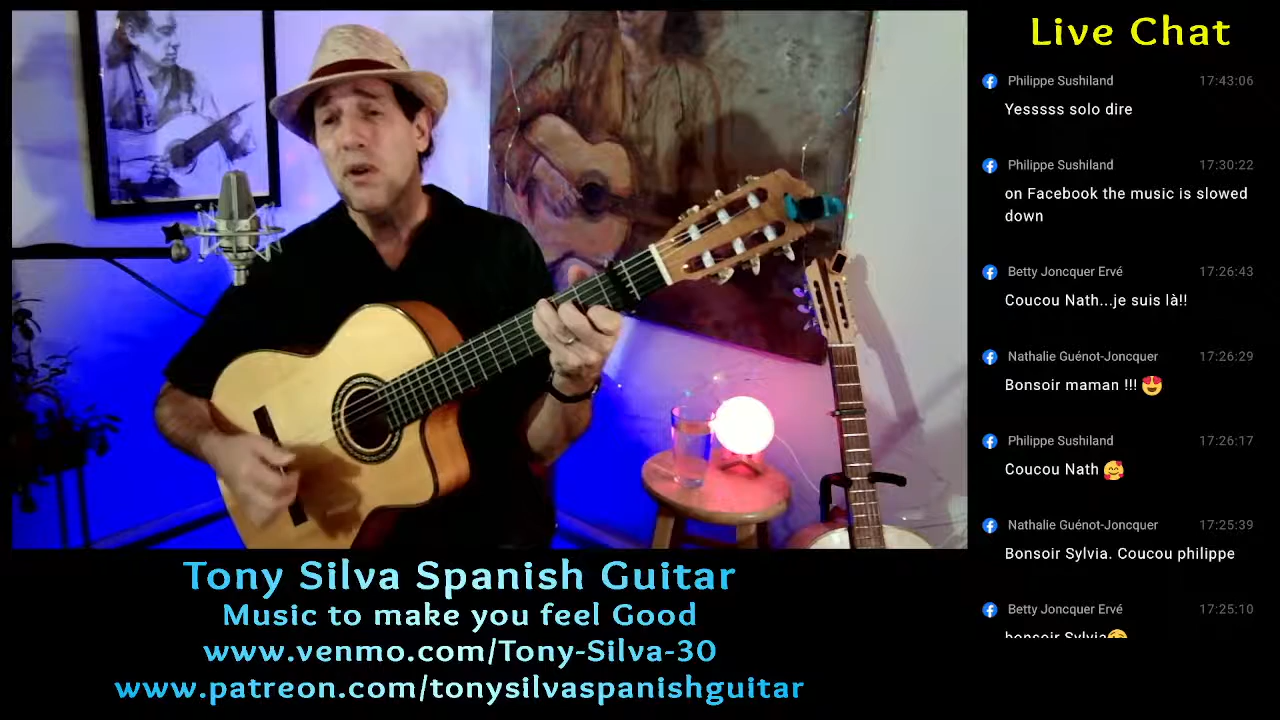 Live Chat
Philippe Sushiland 17:43:06
Yesssss solo dire
Philippe Sushiland 17:30:22
on Facebook the music is slowed
down
Betty Joncquer Ervé 17:26:43
Coucou Nath...je suis là!!
Nathalie Guénot-Joncquer 17:26:29
Bonsoir maman !!! 😍
Philippe Sushiland 17:26:17
Coucou Nath 🥰
Nathalie Guénot-Joncquer 17:25:39
Bonsoir Sylvia. Coucou philippe
Betty Joncquer Ervé 17:25:10
bonsoir Sylvia
Tony Silva Spanish Guitar
Music to make you feel Good
www.venmo.com/Tony-Silva-30
www.patreon.com/tonysilvaspanishguitar